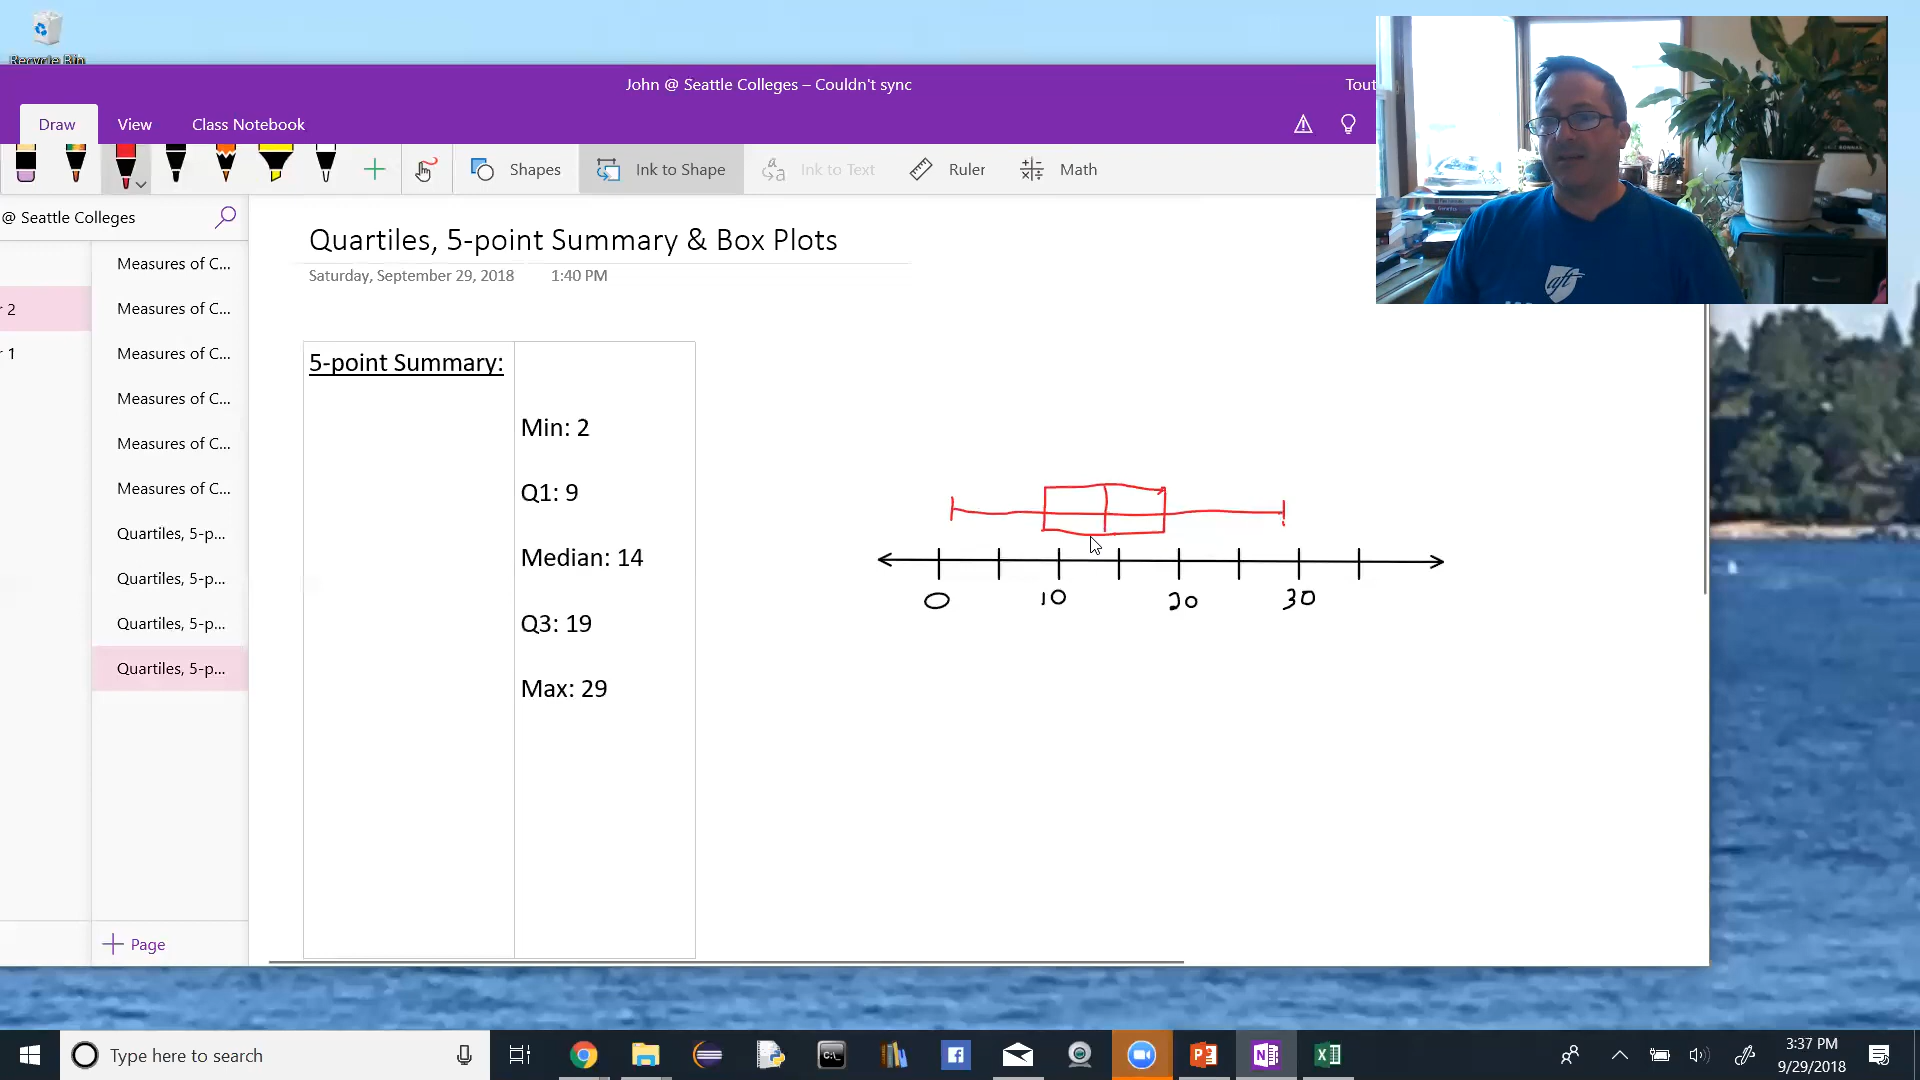 Recycle Bin
John @ Seattle Colleges – Couldn't sync
Tout
Draw
View
Class Notebook
Shapes
Ink to Shape
Ink to Text
Ruler
Math
@ Seattle Colleges
r 2
r 1
Measures of C...
Measures of C...
Measures of C...
Measures of C...
Measures of C...
Measures of C...
Quartiles, 5-p...
Quartiles, 5-p...
Quartiles, 5-p...
Quartiles, 5-p...
Page
Quartiles, 5-point Summary & Box Plots
Saturday, September 29, 2018 1:40 PM
5-point Summary:
Min: 2
Q1: 9
Median: 14
Q3: 19
Max: 29
0 10 20 30
aft
Type here to search
3:37 PM
9/29/2018